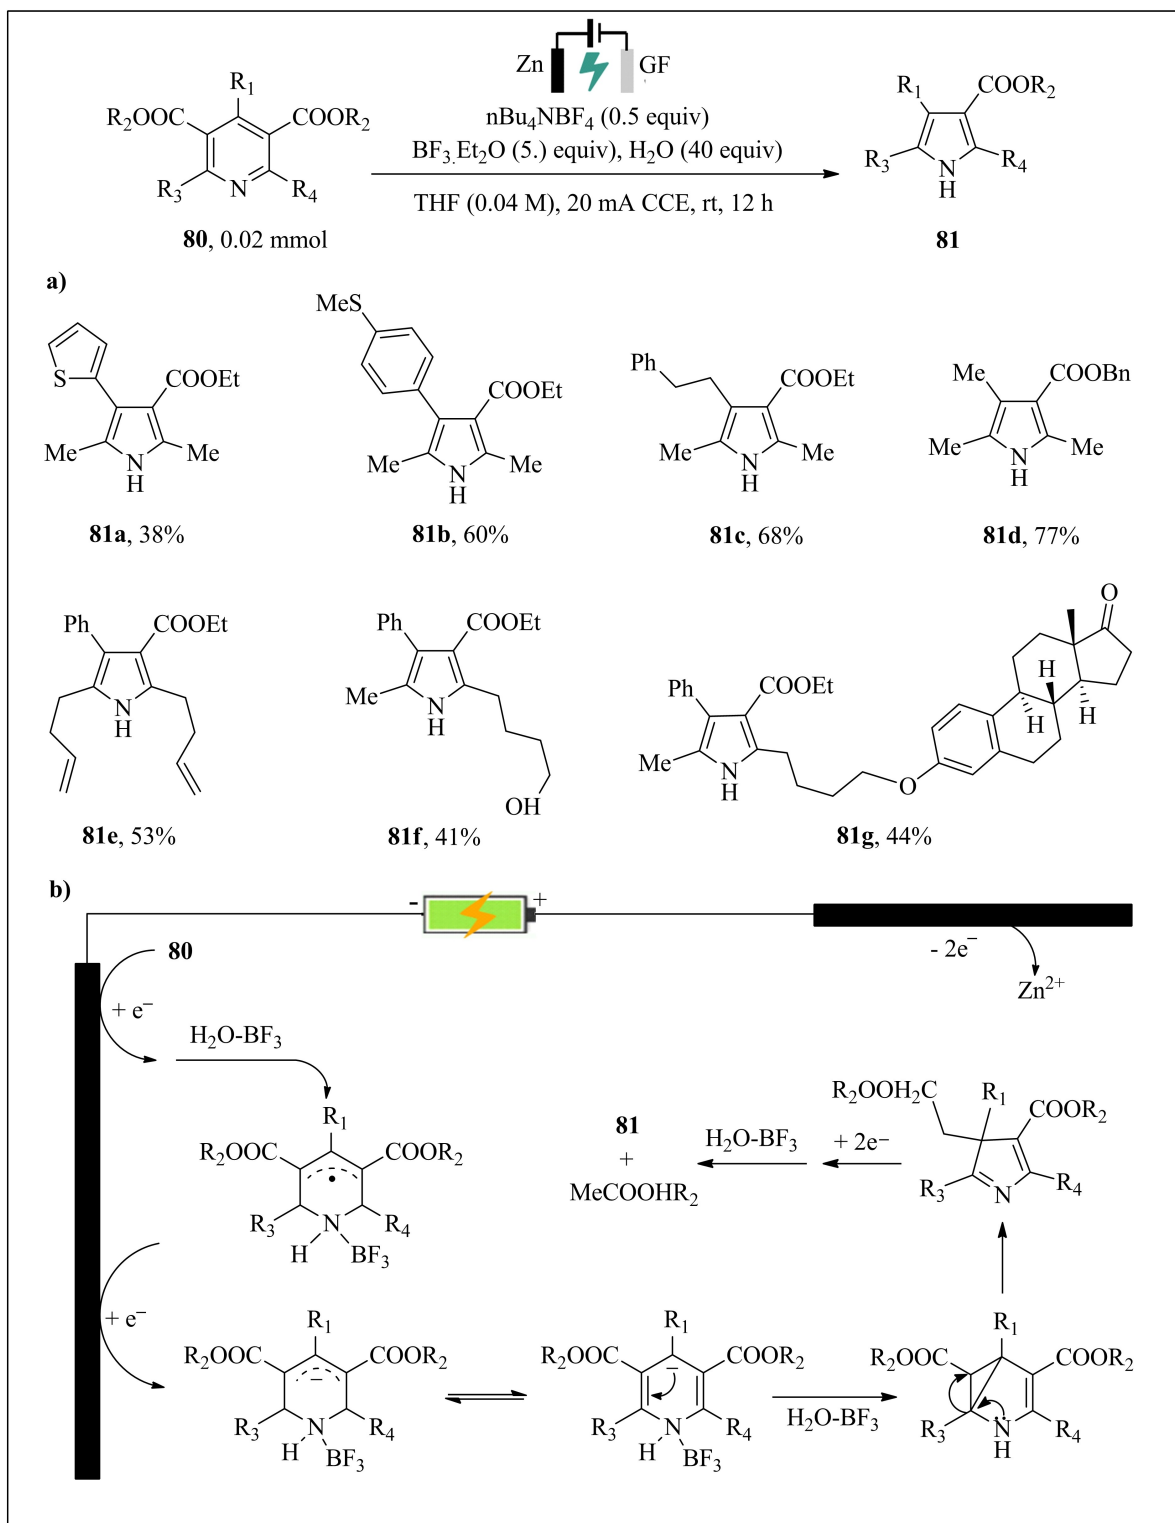 Zn GF
nBu₄NBF₄ (0.5 equiv)
BF₃.Et₂O (5.) equiv), H₂O (40 equiv)
THF (0.04 M), 20 mA CCE, rt, 12 h
R₁
R₂OOC COOR₂
R₃ N R₄
80, 0.02 mmol
R₁ COOR₂
R₃ N R₄
H
81
a)
S
COOEt
Me N Me
H
81a, 38%
MeS
COOEt
Me N Me
H
81b, 60%
Ph
COOEt
Me N Me
H
81c, 68%
Me COOBn
Me N Me
H
81d, 77%
Ph COOEt
N
H
81e, 53%
Ph COOEt
Me N
H
OH
81f, 41%
Ph COOEt
Me N
H
O
H
H
H
O
81g, 44%
b)
- +
80
+ e⁻
- 2e⁻
Zn²⁺
H₂O-BF₃
R₁
R₂OOC COOR₂
R₃ N R₄
H BF₃
81
+
MeCOOHR₂
H₂O-BF₃
+ 2e⁻
R₂OOH₂C R₁
COOR₂
R₃ N R₄
+ e⁻
R₁
R₂OOC COOR₂
–
R₃ N R₄
H BF₃
R₁
R₂OOC COOR₂
–
R₃ N R₄
H BF₃
H₂O-BF₃
R₁
R₂OOC COOR₂
R₃ N R₄
H